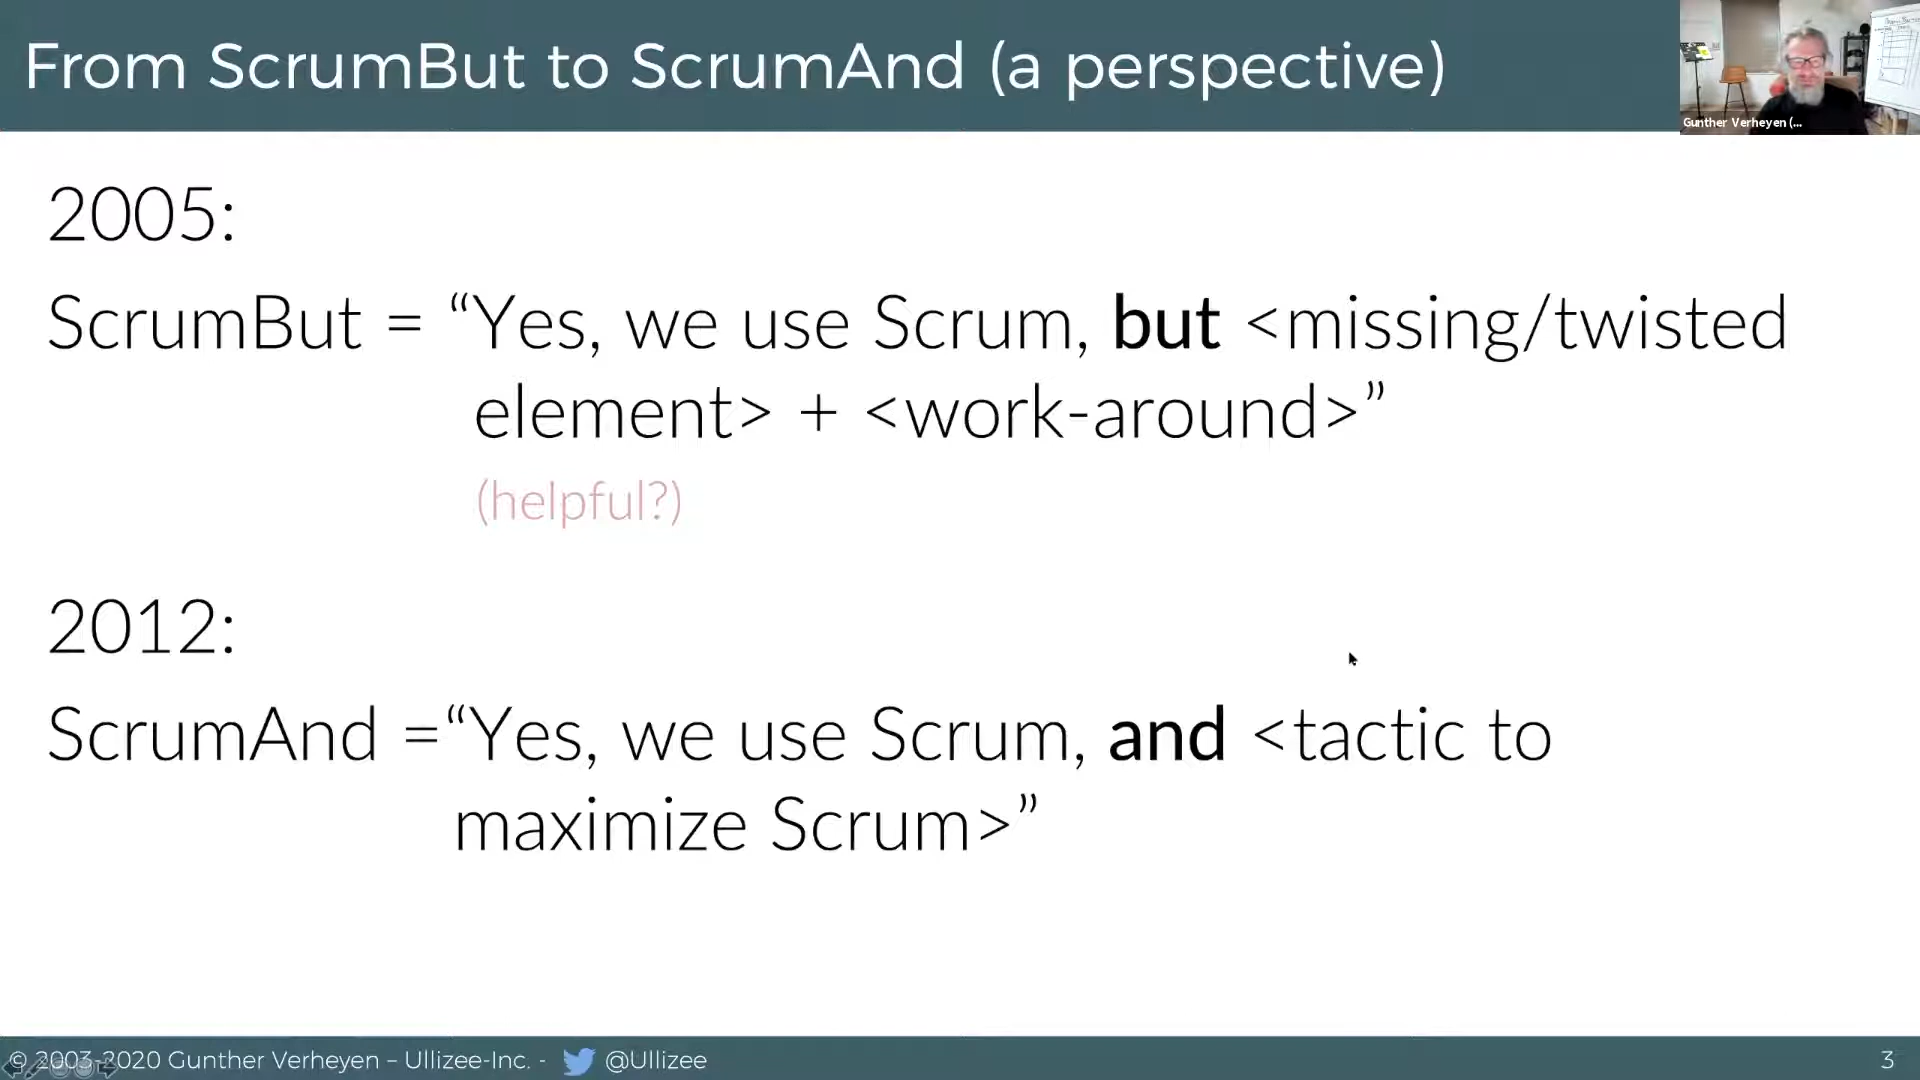 From ScrumBut to ScrumAnd (a perspective)
Gunther Verheyen (...
2005:
ScrumBut = “Yes, we use Scrum, but <missing/twisted
element> + <work-around>”
(helpful?)
2012:
ScrumAnd =“Yes, we use Scrum, and <tactic to
maximize Scrum>”
© 2003-2020 Gunther Verheyen – Ullizee-Inc. - @Ullizee
3